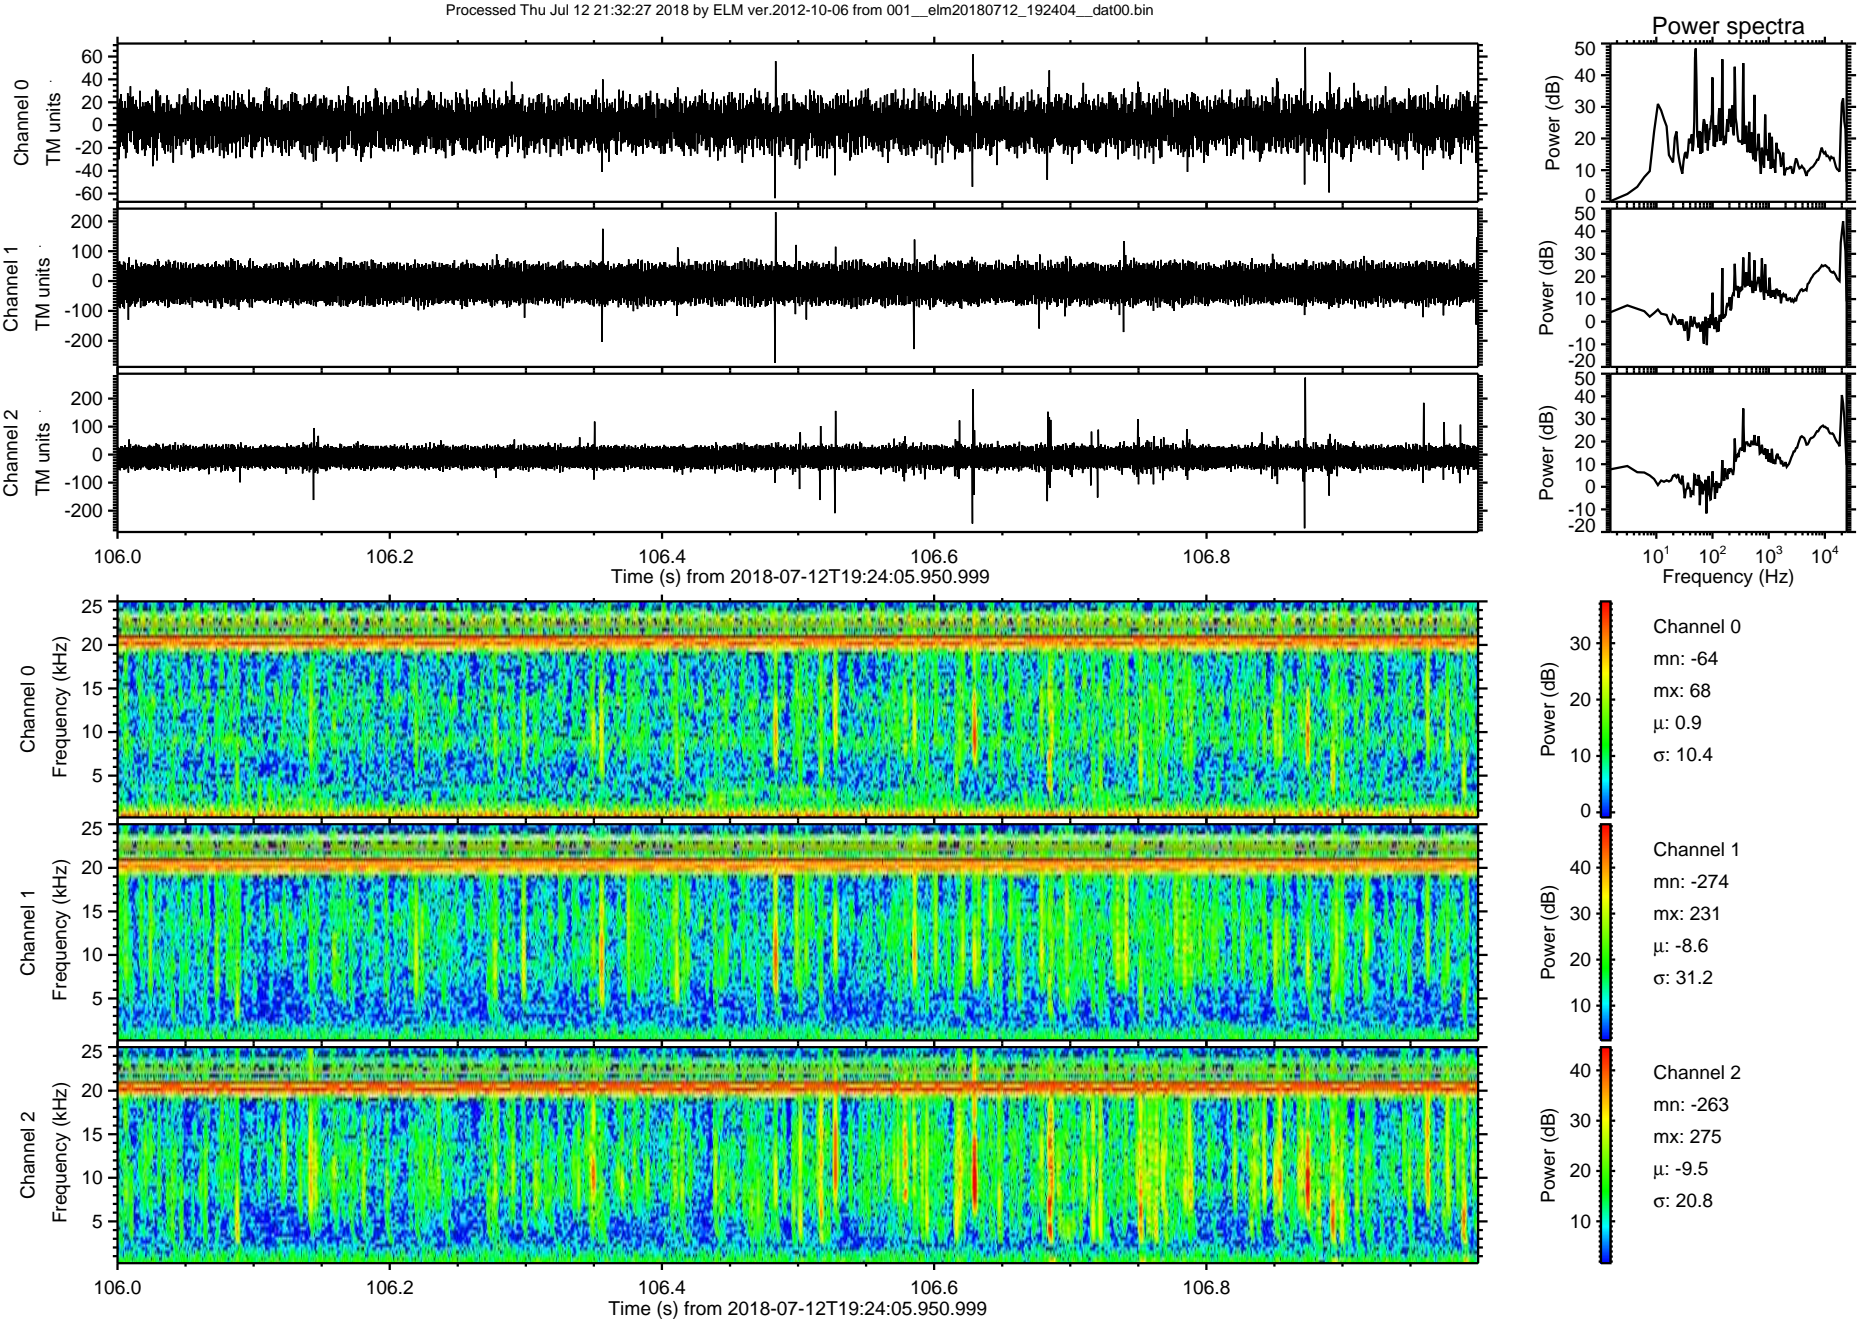 Processed Thu Jul 12 21:32:27 2018 by ELM ver.2012-10-06 from 001__elm20180712_192404__dat00.bin
Power spectra
Channel 0
TM units
60
40
20
0
-20
-40
-60
Power (dB)
50
40
30
20
10
0
Channel 1
TM units
200
100
0
-100
-200
Power (dB)
50
40
30
20
10
0
-10
-20
Channel 2
TM units
200
100
0
-100
-200
Power (dB)
50
40
30
20
10
0
-10
-20
106.0 106.2 106.4 106.6 106.8
Time (s) from 2018-07-12T19:24:05.950.999
10¹ 10² 10³ 10⁴
Frequency (Hz)
Channel 0
Frequency (kHz)
25
20
15
10
5
Power (dB)
30
20
10
0
Channel 0
mn: -64
mx: 68
μ: 0.9
σ: 10.4
Channel 1
Frequency (kHz)
25
20
15
10
5
Power (dB)
40
30
20
10
Channel 1
mn: -274
mx: 231
μ: -8.6
σ: 31.2
Channel 2
Frequency (kHz)
25
20
15
10
5
Power (dB)
40
30
20
10
Channel 2
mn: -263
mx: 275
μ: -9.5
σ: 20.8
106.0 106.2 106.4 106.6 106.8
Time (s) from 2018-07-12T19:24:05.950.999